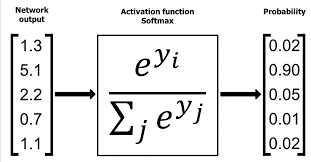 Network
output
Activation function
Softmax
Probability
1.3
5.1
2.2
0.7
1.1
e^{y_i}
∑_j e^{y_j}
0.02
0.90
0.05
0.01
0.02